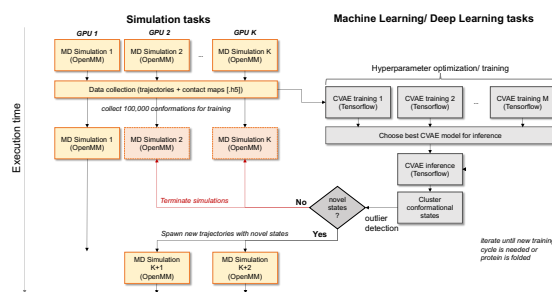 Simulation tasks
Machine Learning/ Deep Learning tasks
GPU 1
GPU 2
GPU K
Execution time
MD Simulation 1
(OpenMM)
MD Simulation 2
(OpenMM)
...
MD Simulation K
(OpenMM)
Data collection (trajectories + contact maps [.h5])
collect 100,000 conformations for training
Hyperparameter optimization/ training
CVAE training 1
(Tensorflow)
CVAE training 2
(Tensorflow)
...
CVAE training M
(Tensorflow)
Choose best CVAE model for inference
MD Simulation 1
(OpenMM)
MD Simulation 2
(OpenMM)
MD Simulation K
(OpenMM)
CVAE inference
(Tensorflow)
Cluster
conformational
states
Terminate simulations
No
novel
states
?
outlier
detection
Spawn new trajectories with novel states
Yes
iterate until new training
cycle is needed or
protein is folded
MD Simulation
K+1
(OpenMM)
MD Simulation
K+2
(OpenMM)